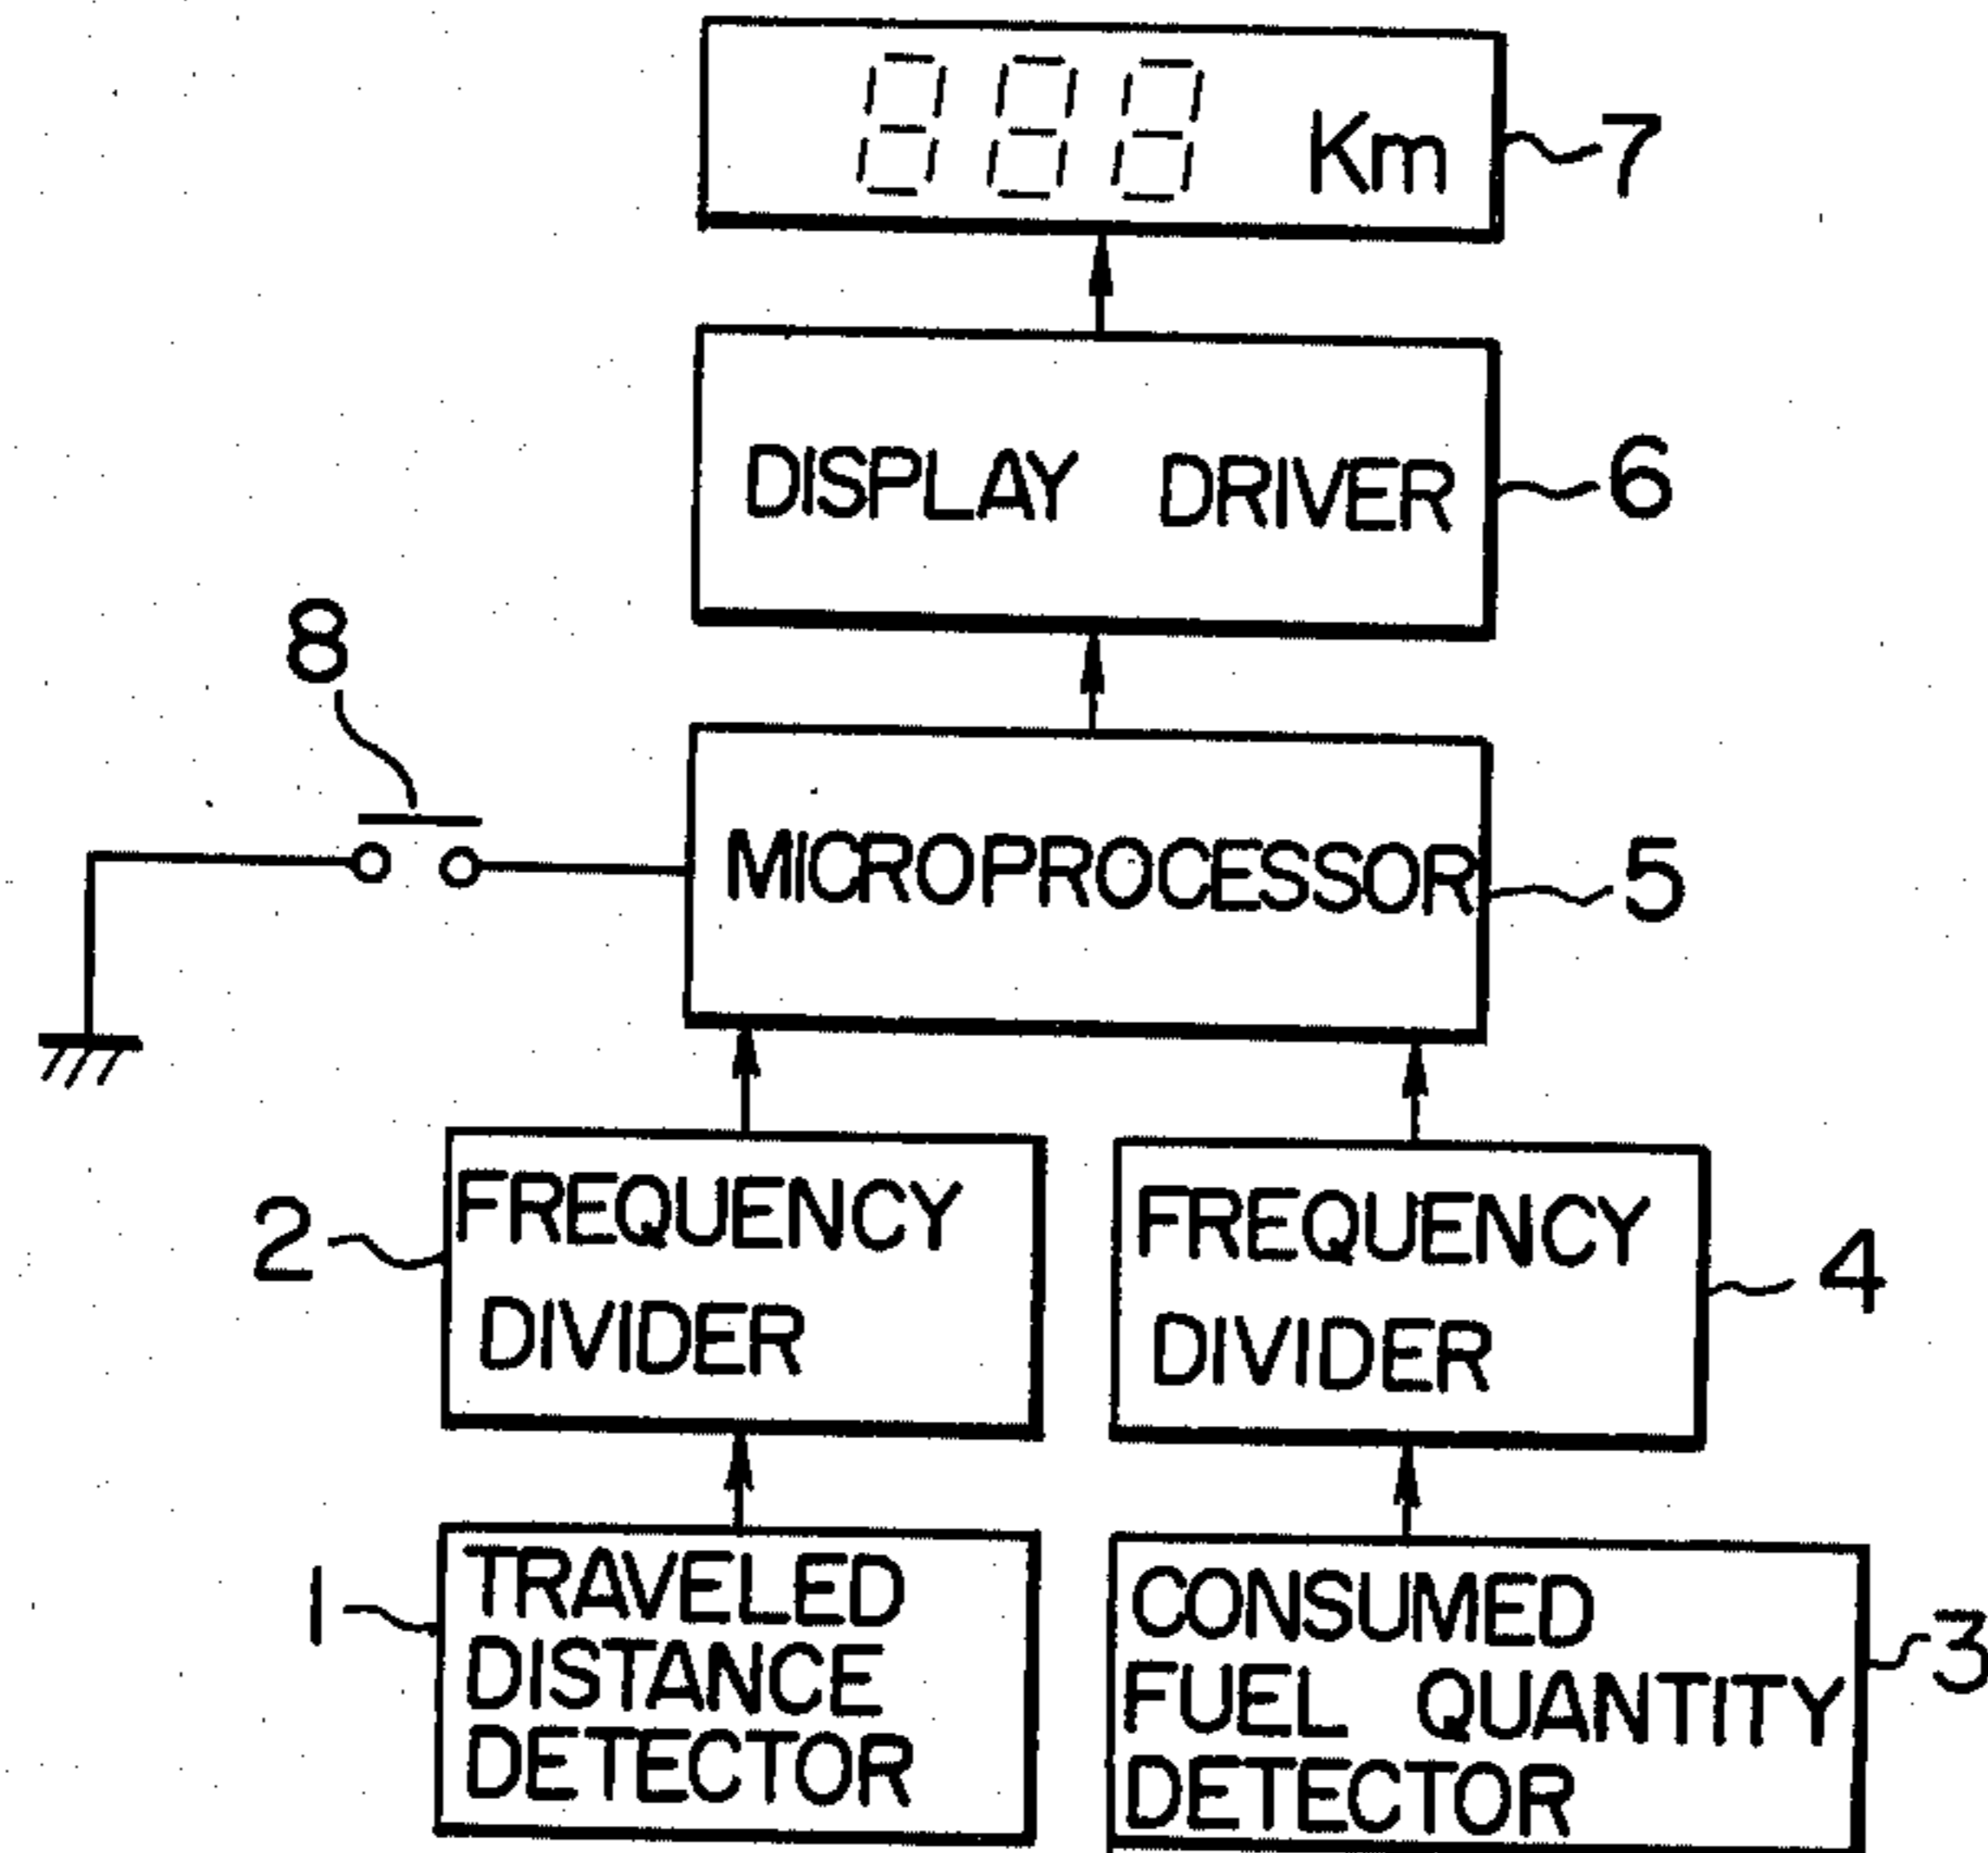 888 Km
7
DISPLAY DRIVER
6
8
MICROPROCESSOR
5
FREQUENCY
DIVIDER
2
FREQUENCY
DIVIDER
4
TRAVELED
DISTANCE
DETECTOR
1
CONSUMED
FUEL QUANTITY
DETECTOR
3